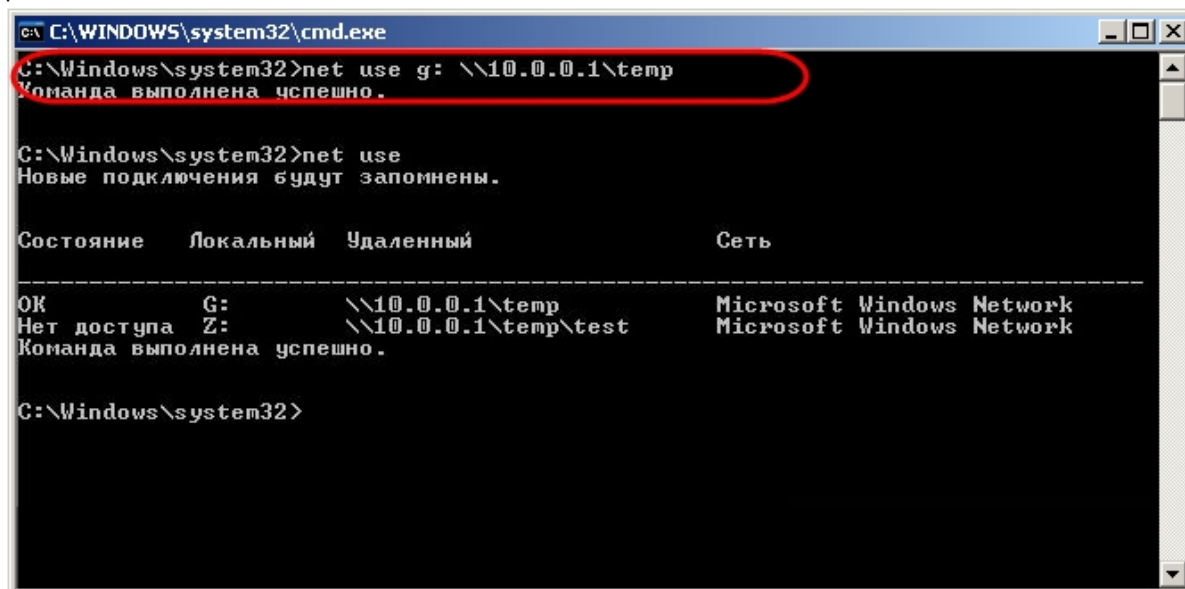 C:\WINDOWS\system32\cmd.exe
C:\Windows\system32>net use g: \\10.0.0.1\temp
Команда выполнена успешно.
C:\Windows\system32>net use
Новые подключения будут запомнены.
Состояние Локальный Удаленный Сеть
-------------------------------------------------------------------------------
OK G: \\10.0.0.1\temp Microsoft Windows Network
Нет доступа Z: \\10.0.0.1\temp\test Microsoft Windows Network
Команда выполнена успешно.
C:\Windows\system32>